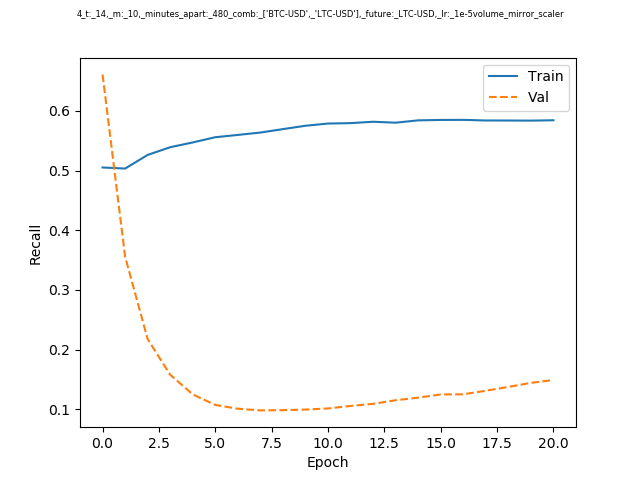 4_t:_14,_m:_10,_minutes_apart:_480_comb:_['BTC-USD',_'LTC-USD'],_future:_LTC-USD,_lr:_1e-5volume_mirror_scaler
Train
Val
0.6
0.5
0.4
0.3
0.2
0.1
Recall
0.0 2.5 5.0 7.5 10.0 12.5 15.0 17.5 20.0
Epoch